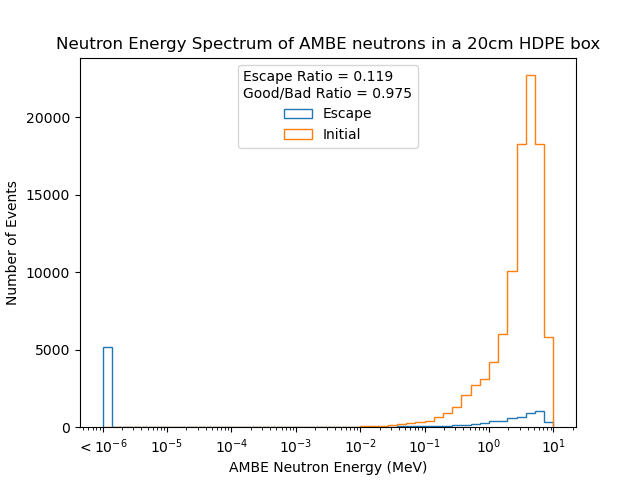 Neutron Energy Spectrum of AMBE neutrons in a 20cm HDPE box
Escape Ratio = 0.119
Good/Bad Ratio = 0.975
Escape
Initial
Number of Events
20000
15000
10000
5000
0
< 10⁻⁶ 10⁻⁵ 10⁻⁴ 10⁻³ 10⁻² 10⁻¹ 10⁰ 10¹
AMBE Neutron Energy (MeV)